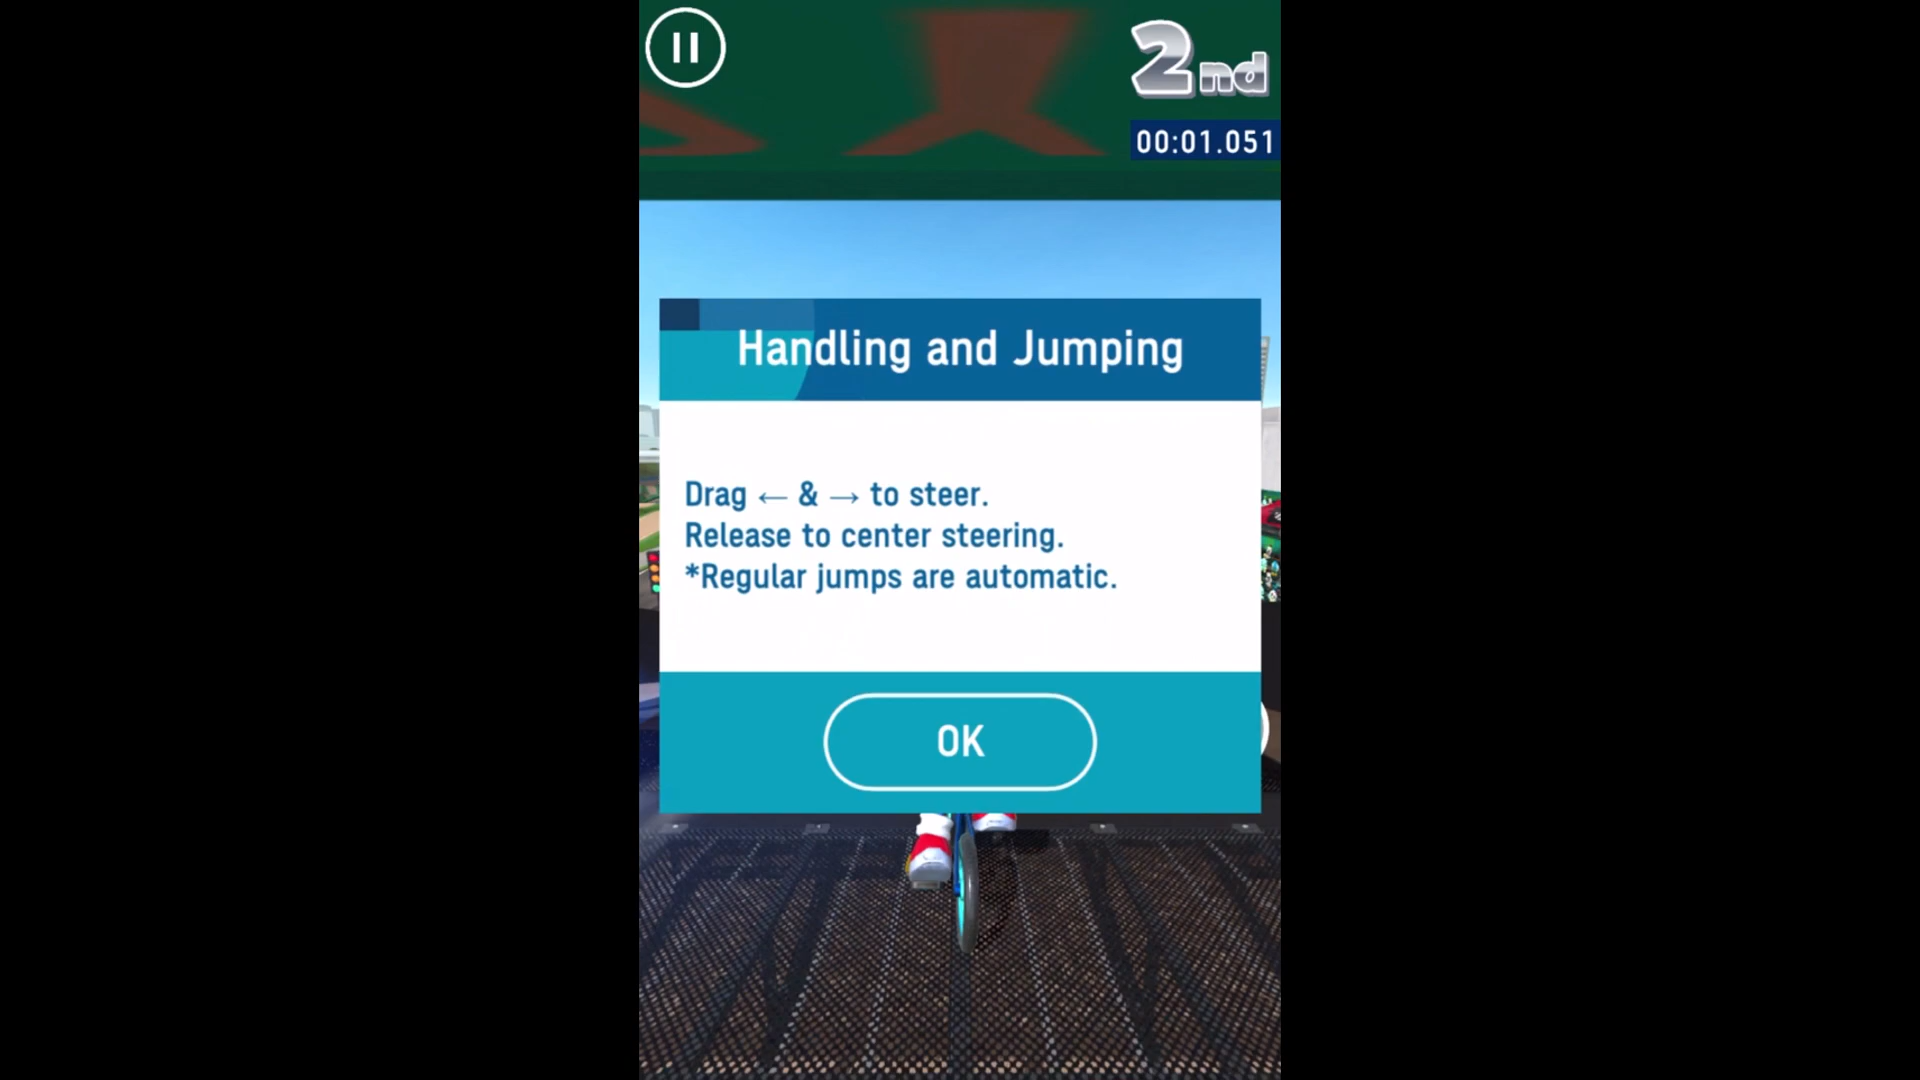 2nd
00:01.051
Handling and Jumping
Drag ← & → to steer.
Release to center steering.
*Regular jumps are automatic.
OK